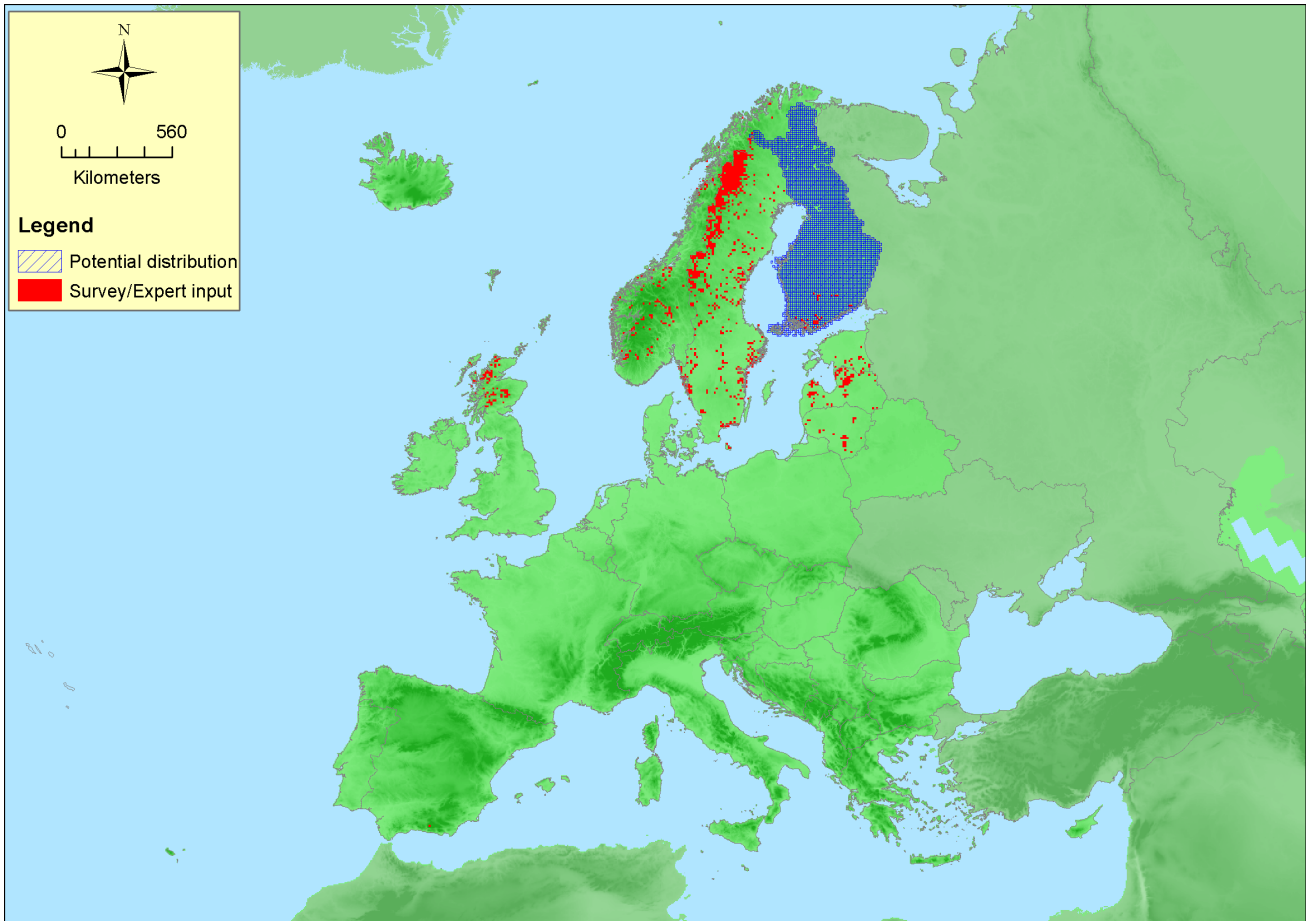 N
0 560
Kilometers
Legend
Potential distribution
Survey/Expert input